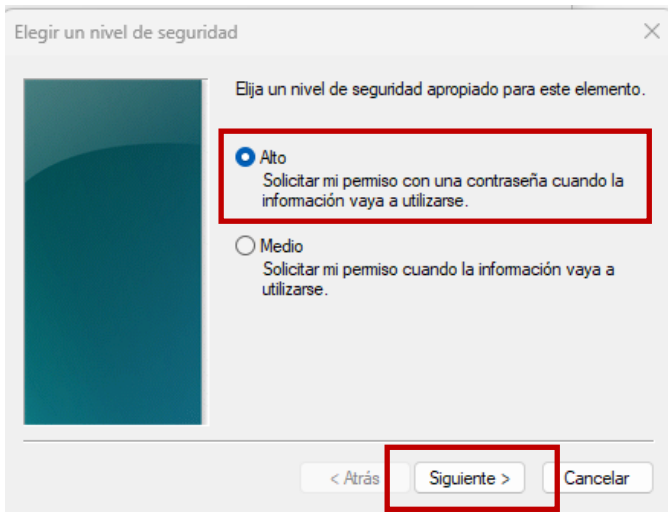 Elegir un nivel de seguridad
Elija un nivel de seguridad apropiado para este elemento.
Alto
Solicitar mi permiso con una contraseña cuando la
información vaya a utilizarse.
Medio
Solicitar mi permiso cuando la información vaya a
utilizarse.
< Atrás Siguiente > Cancelar